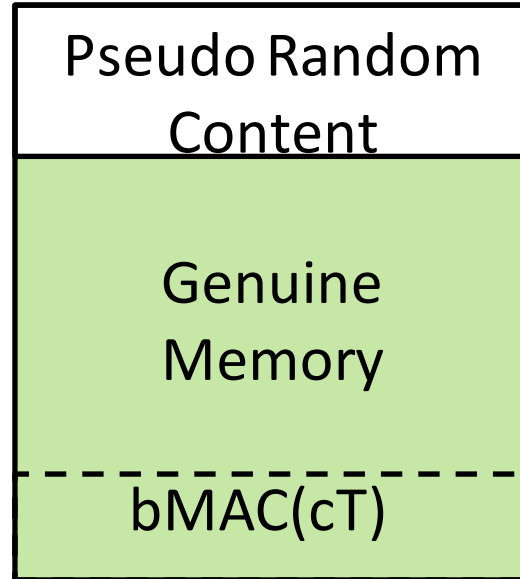 Pseudo Random
Content
Genuine
Memory
bMAC(cT)